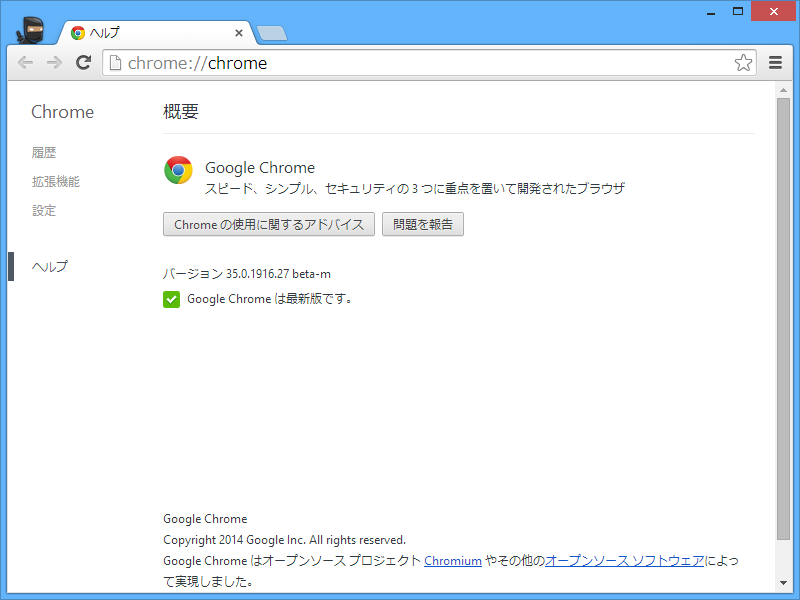 ヘルプ
chrome://chrome
Chrome
概要
履歴
拡張機能
設定
ヘルプ
Google Chrome
スピード、シンプル、セキュリティの 3 つに重点を置いて開発されたブラウザ
Chrome の使用に関するアドバイス
問題を報告
バージョン 35.0.1916.27 beta-m
Google Chrome は最新版です。
Google Chrome
Copyright 2014 Google Inc. All rights reserved.
Google Chrome はオープンソース プロジェクト Chromium やその他のオープンソース ソフトウェアによっ
て実現しました。